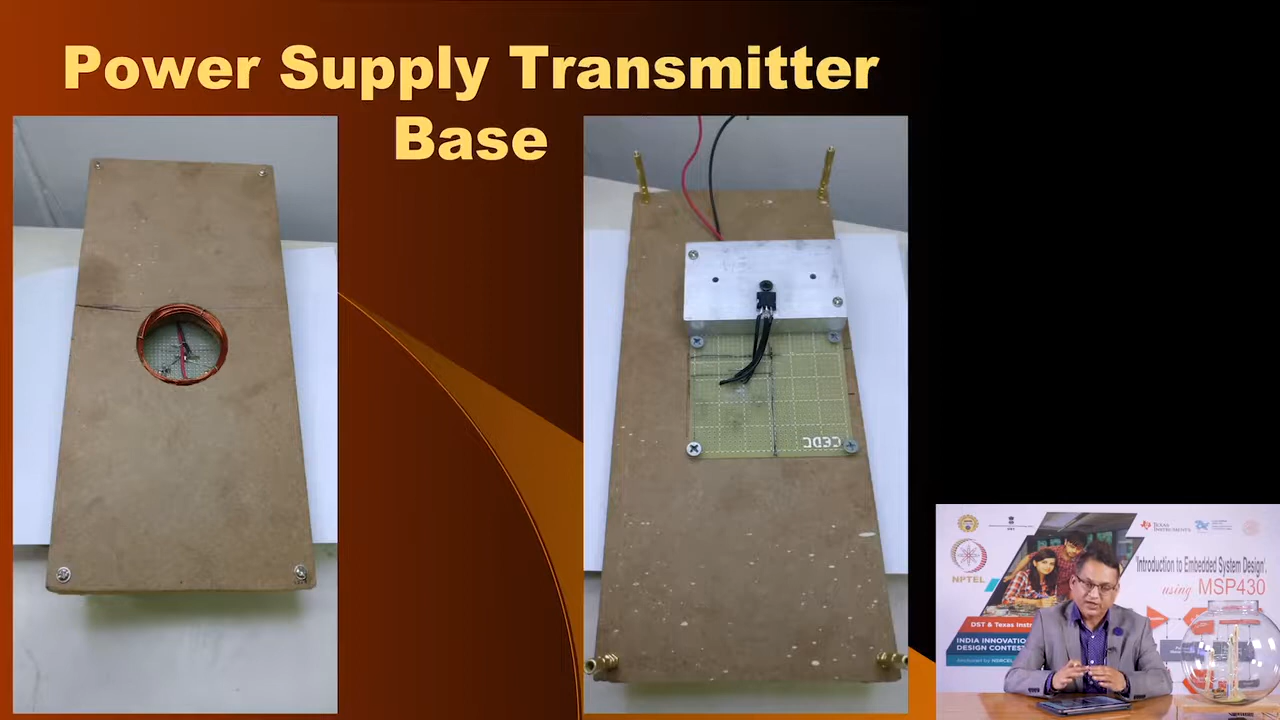 Power Supply Transmitter
Base
CEDC
NPTEL
TEXAS
INSTRUMENTS
'Introduction to Embedded System Design',
using MSP430
DST & Texas Instr
INDIA INNOVATIO
DESIGN CONTES